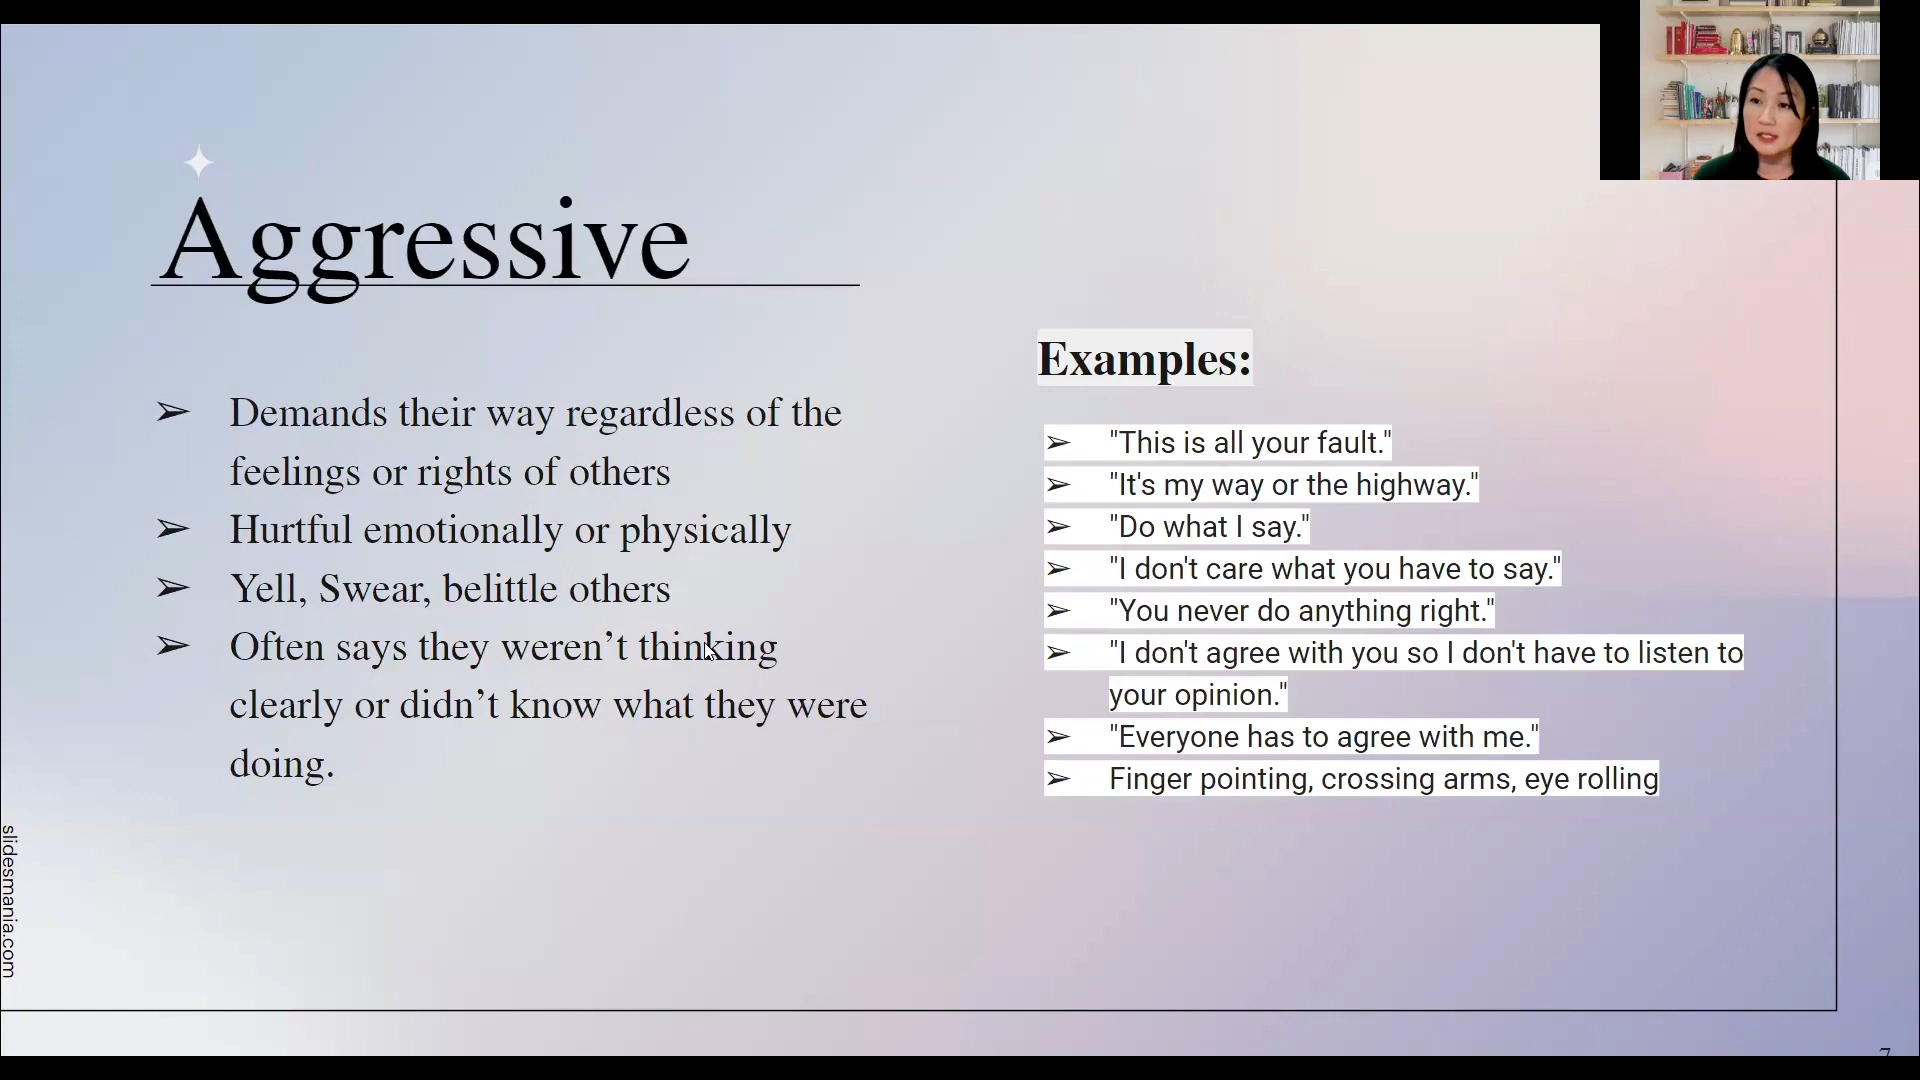 Aggressive
➢ Demands their way regardless of the
feelings or rights of others
➢ Hurtful emotionally or physically
➢ Yell, Swear, belittle others
➢ Often says they weren’t thinking
clearly or didn’t know what they were
doing.
Examples:
➢ "This is all your fault."
➢ "It's my way or the highway."
➢ "Do what I say."
➢ "I don't care what you have to say."
➢ "You never do anything right."
➢ "I don't agree with you so I don't have to listen to
your opinion."
➢ "Everyone has to agree with me."
➢ Finger pointing, crossing arms, eye rolling
slidesmania.com
7